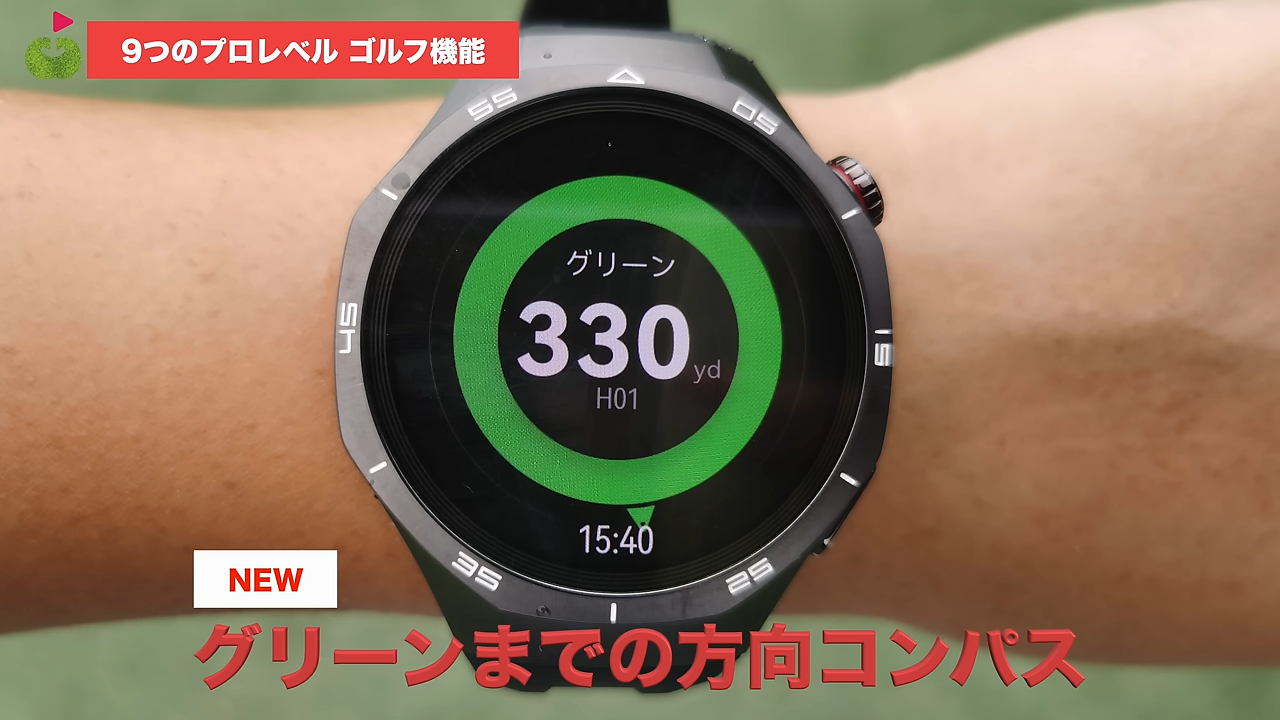 9つのプロレベル ゴルフ機能
55
05
45
15
グリーン
330 yd
H01
15:40
35
25
NEW
グリーンまでの方向コンパス